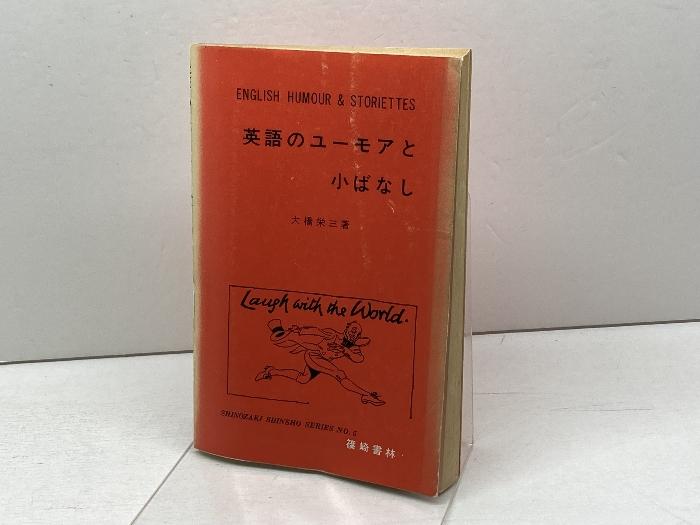 ENGLISH HUMOUR & STORIETTES
英語のユーモアと
小ばなし
大橋栄三著
Laugh with the World.
SHINOZAKI SHINSHO SERIES NO. 6
篠崎書林